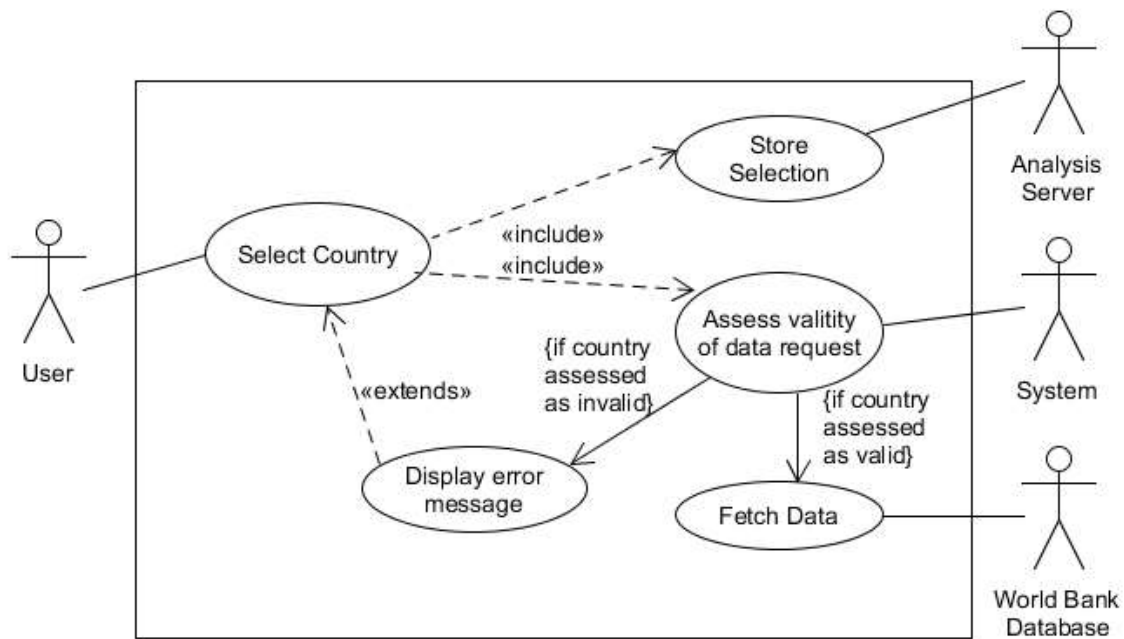 Store
Selection
Analysis
Server
Select Country
«include»
«include»
User
Assess valitity
of data request
System
{if country
assessed
as invalid}
{if country
assessed
as valid}
«extends»
Display error
message
Fetch Data
World Bank
Database